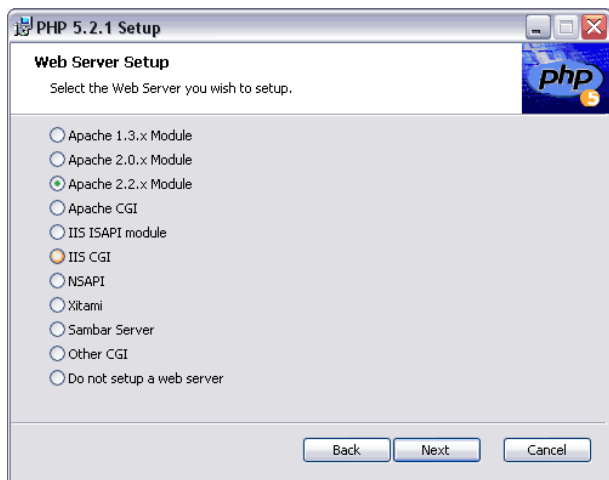 PHP 5.2.1 Setup
Web Server Setup
Select the Web Server you wish to setup.
php
5
Apache 1.3.x Module
Apache 2.0.x Module
Apache 2.2.x Module
Apache CGI
IIS ISAPI module
IIS CGI
NSAPI
Xitami
Sambar Server
Other CGI
Do not setup a web server
Back Next Cancel